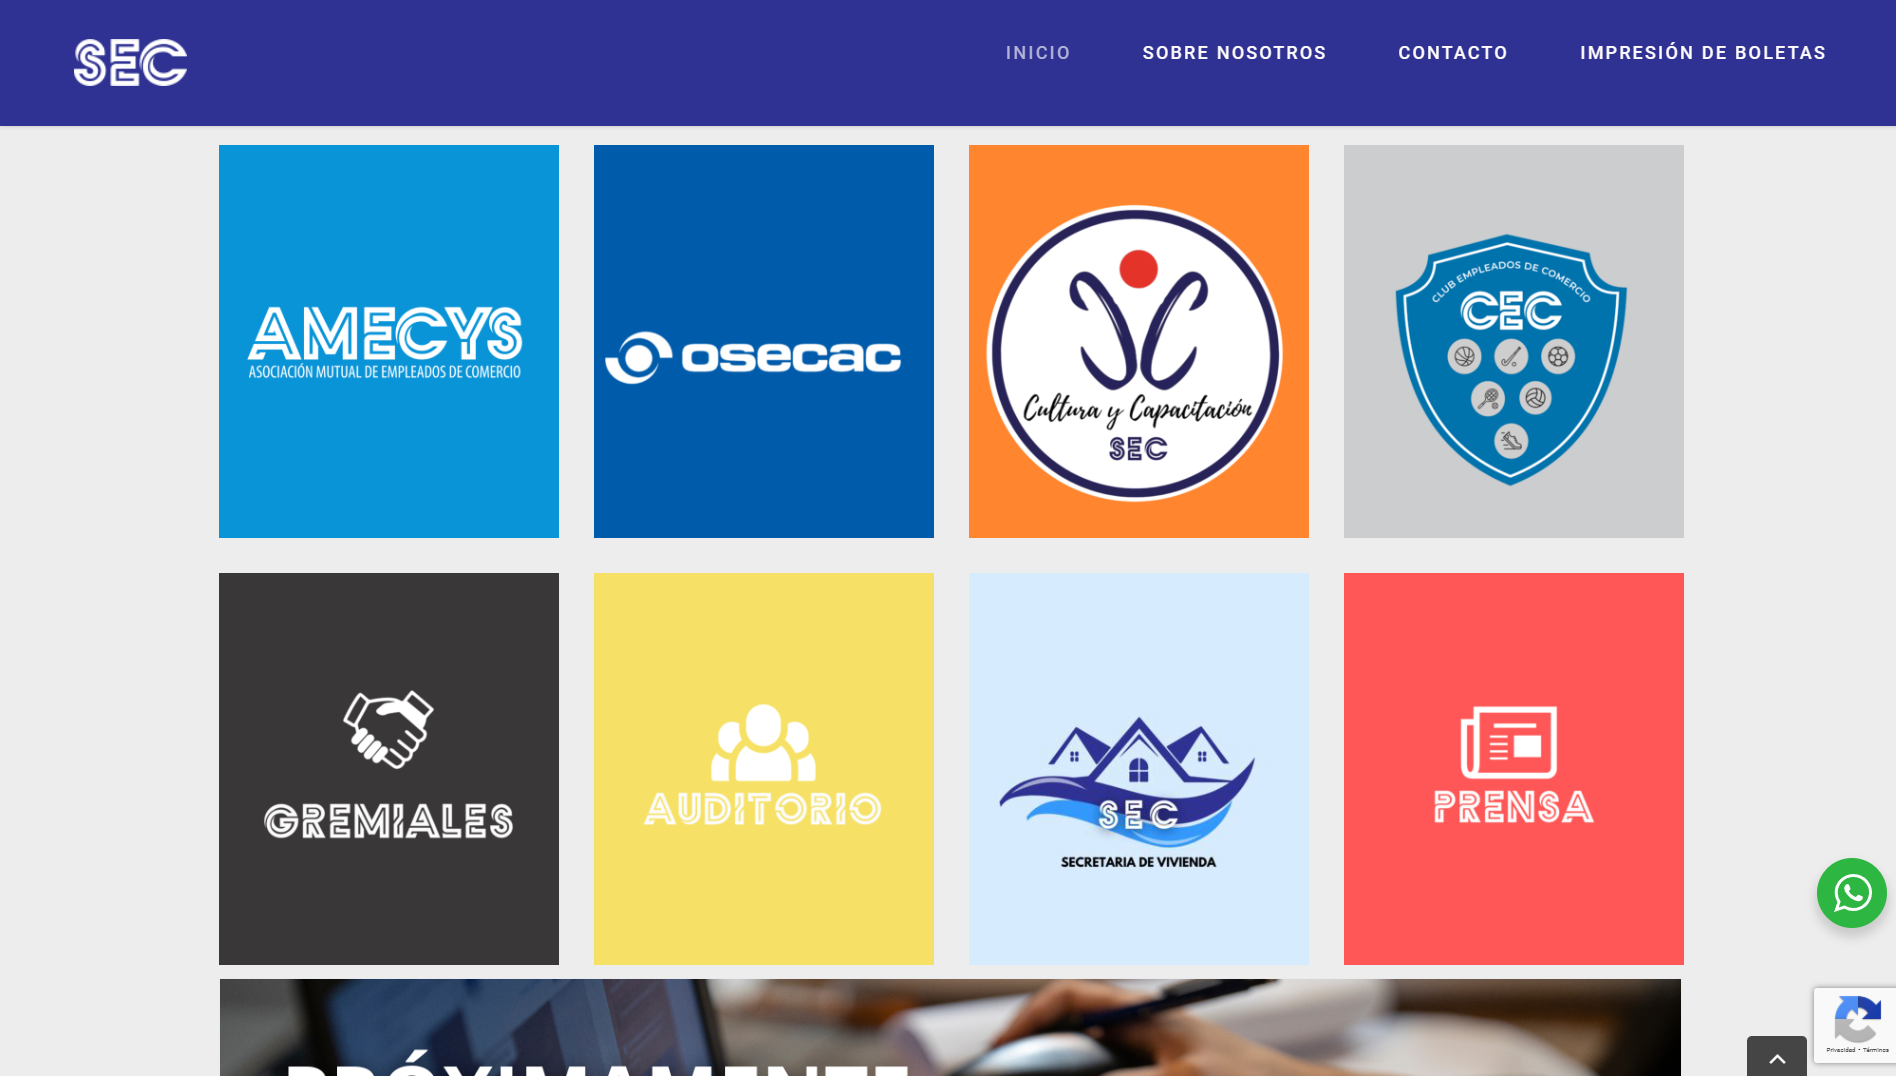 SEC
INICIO
SOBRE NOSOTROS
CONTACTO
IMPRESIÓN DE BOLETAS
AMECYS
ASOCIACIÓN MUTUAL DE EMPLEADOS DE COMERCIO
osecac
Cultura y Capacitación
SEC
CLUB EMPLEADOS DE COMERCIO
CEC
GREMIALES
AUDITORIO
SEC
SECRETARIA DE VIVIENDA
PRENSA
PRÓXIMAMENTE
Privacidad - Términos